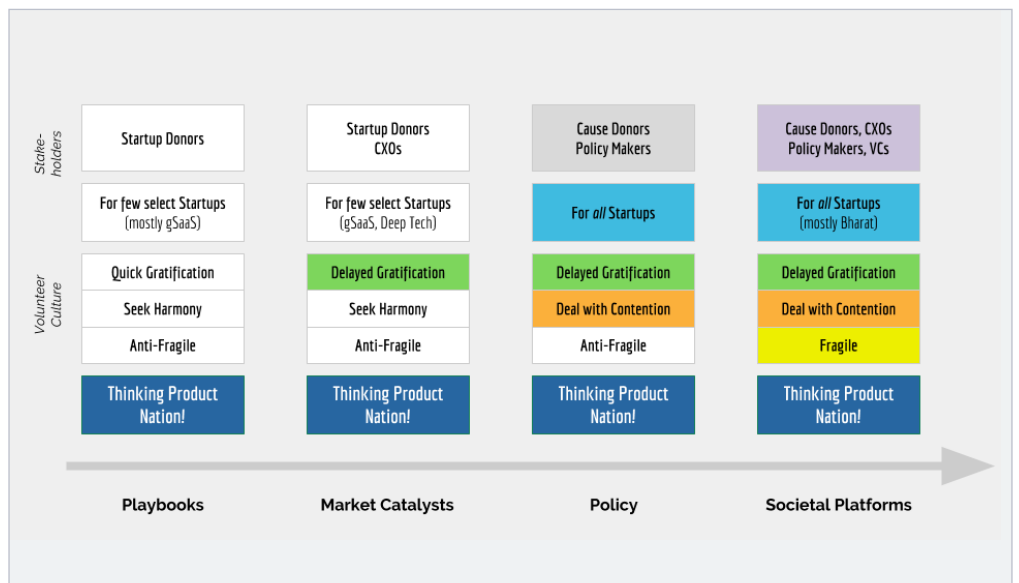 Stake-
holders
Startup Donors
Startup Donors
CXOs
Cause Donors
Policy Makers
Cause Donors, CXOs
Policy Makers, VCs
For few select Startups
(mostly gSaaS)
For few select Startups
(gSaaS, Deep Tech)
For all Startups
For all Startups
(mostly Bharat)
Volunteer
Culture
Quick Gratification
Delayed Gratification
Delayed Gratification
Delayed Gratification
Seek Harmony
Seek Harmony
Deal with Contention
Deal with Contention
Anti-Fragile
Anti-Fragile
Anti-Fragile
Fragile
Thinking Product
Nation!
Thinking Product
Nation!
Thinking Product
Nation!
Thinking Product
Nation!
Playbooks
Market Catalysts
Policy
Societal Platforms